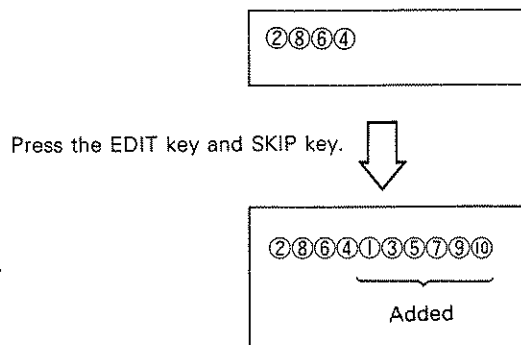 ②⑧⑥④
Press the EDIT key and SKIP key.
②⑧⑥④①③⑤⑦⑨⑩
Added